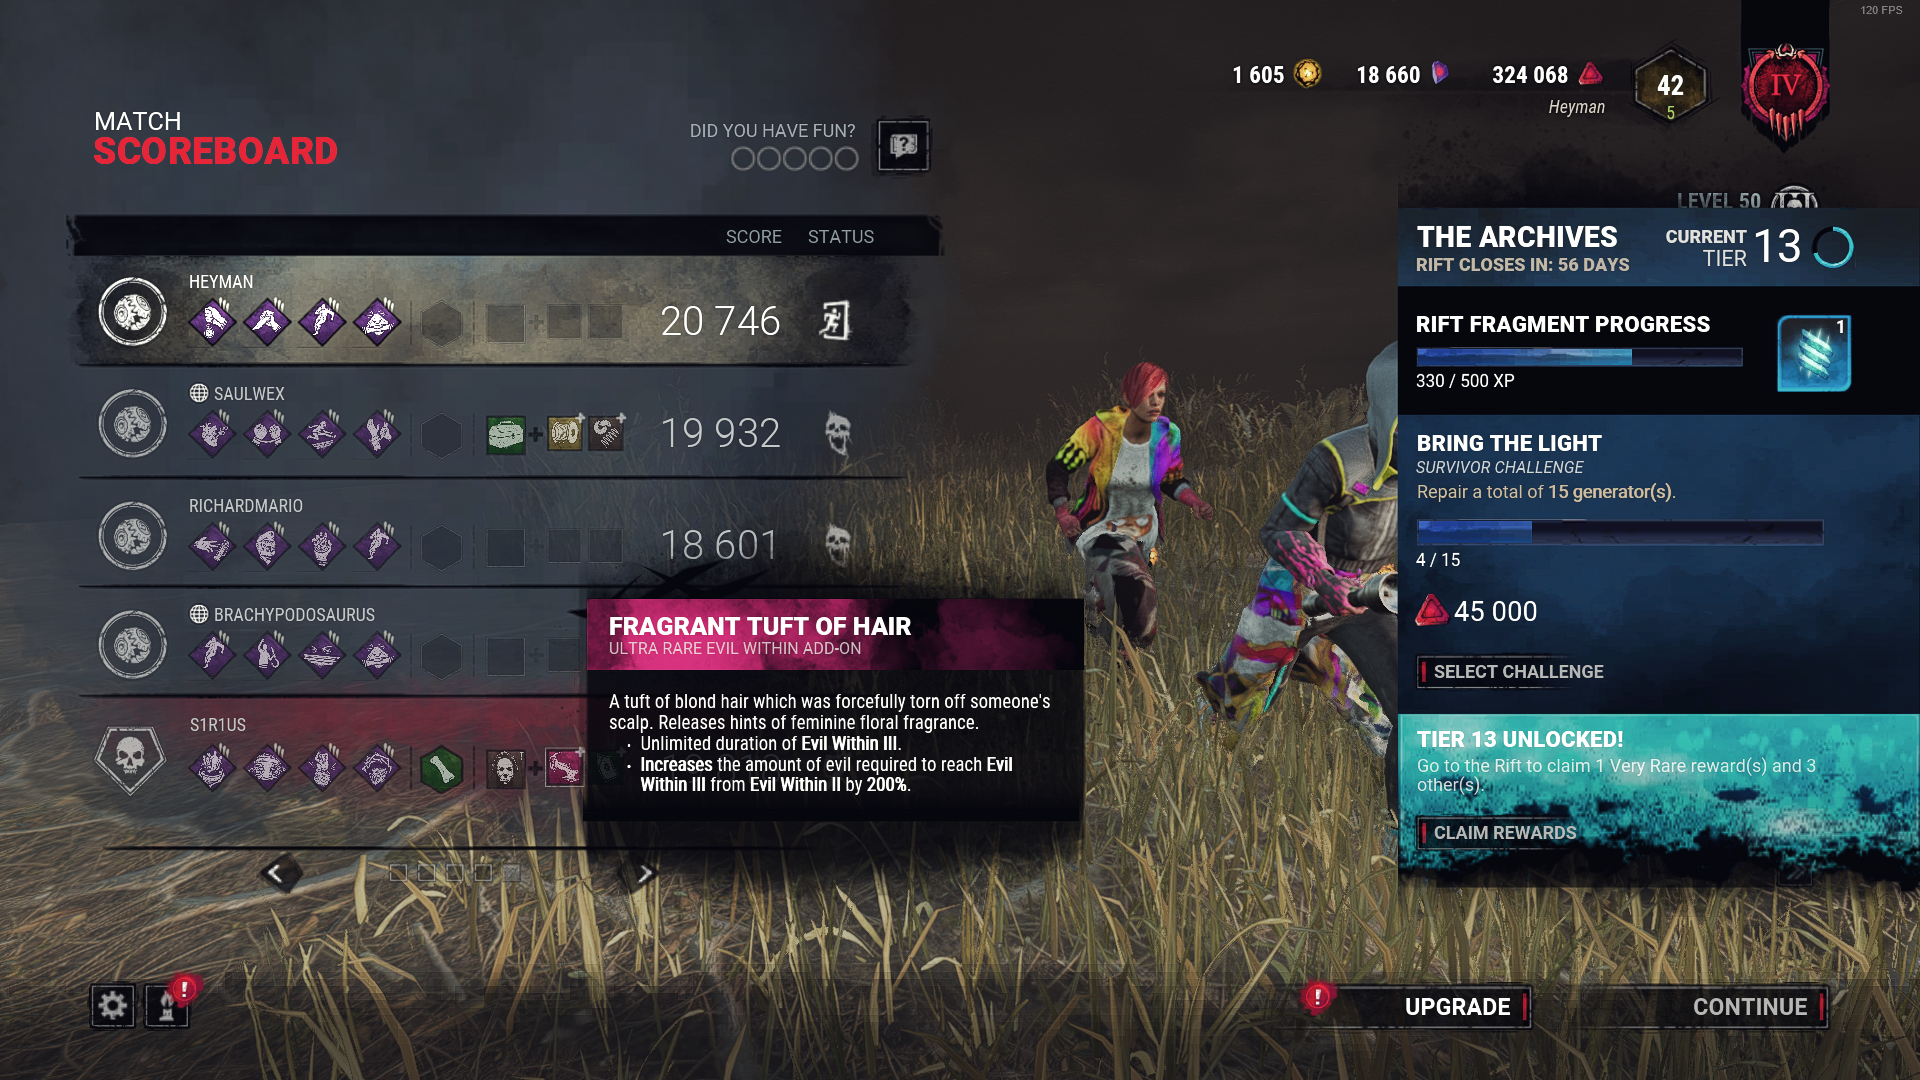 120 FPS
1 605
18 660
324 068
Heyman
42
5
IV
MATCH
SCOREBOARD
DID YOU HAVE FUN?
?
SCORE STATUS
HEYMAN
20 746
SAULWEX
19 932
RICHARDMARIO
18 601
BRACHYPODOSAURUS
S1R1US
FRAGRANT TUFT OF HAIR
ULTRA RARE EVIL WITHIN ADD-ON
A tuft of blond hair which was forcefully torn off someone's
scalp. Releases hints of feminine floral fragrance.
· Unlimited duration of Evil Within III.
· Increases the amount of evil required to reach Evil
Within III from Evil Within II by 200%.
LEVEL 50
THE ARCHIVES
RIFT CLOSES IN: 56 DAYS
CURRENT
TIER
13
RIFT FRAGMENT PROGRESS
1
330 / 500 XP
BRING THE LIGHT
SURVIVOR CHALLENGE
Repair a total of 15 generator(s).
4 / 15
45 000
SELECT CHALLENGE
TIER 13 UNLOCKED!
Go to the Rift to claim 1 Very Rare reward(s) and 3
other(s).
CLAIM REWARDS
!
!
UPGRADE
CONTINUE